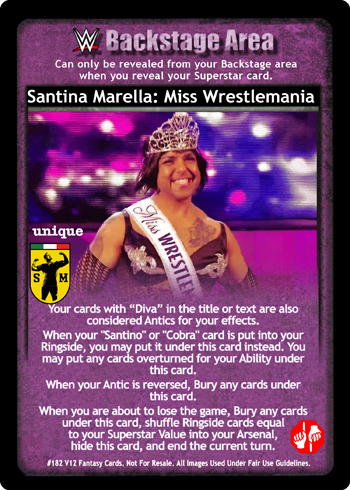 Backstage Area
Can only be revealed from your Backstage area
when you reveal your Superstar card.
Santina Marella: Miss Wrestlemania
Miss WRESTLEM
unique
S M
Your cards with “Diva” in the title or text are also
considered Antics for your effects.
When your "Santino" or "Cobra" card is put into your
Ringside, you may put it under this card instead. You
may put any cards overturned for your Ability under
this card.
When your Antic is reversed, Bury any cards under
this card.
When you are about to lose the game, Bury any cards
under this card, shuffle Ringside cards equal
to your Superstar Value into your Arsenal,
hide this card, and end the current turn.
#182 V12 Fantasy Cards. Not For Resale. All Images Used Under Fair Use Guidelines.